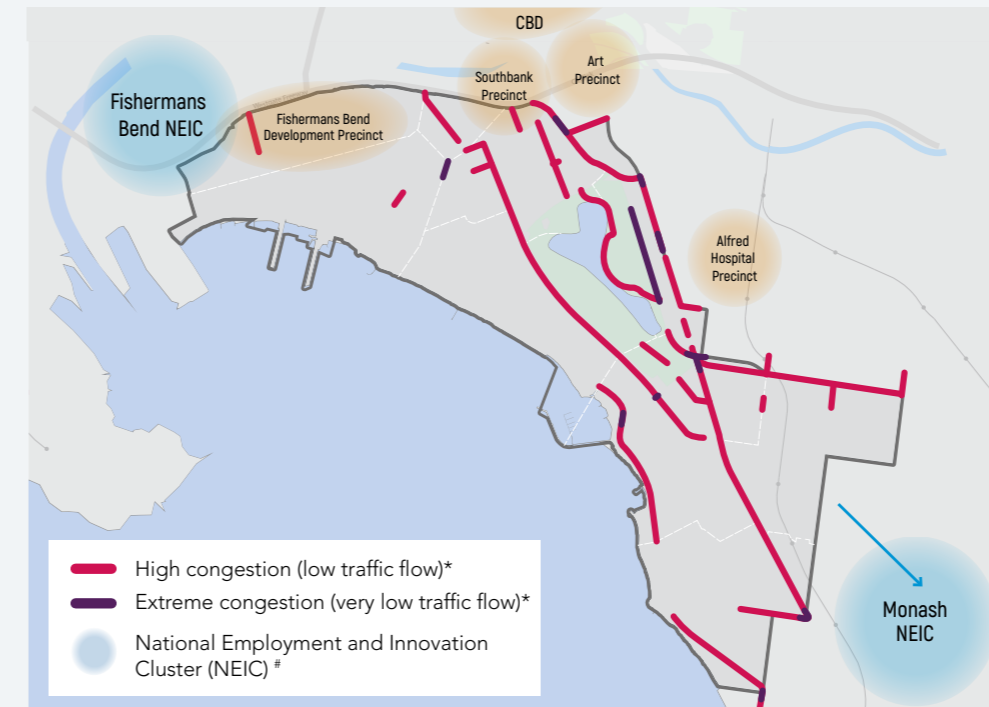 CBD
Art
Precinct
Southbank
Precinct
Fishermans
Bend NEIC
Fishermans Bend
Development Precinct
Alfred
Hospital
Precinct
Monash
NEIC
High congestion (low traffic flow)*
Extreme congestion (very low traffic flow)*
National Employment and Innovation
Cluster (NEIC) #